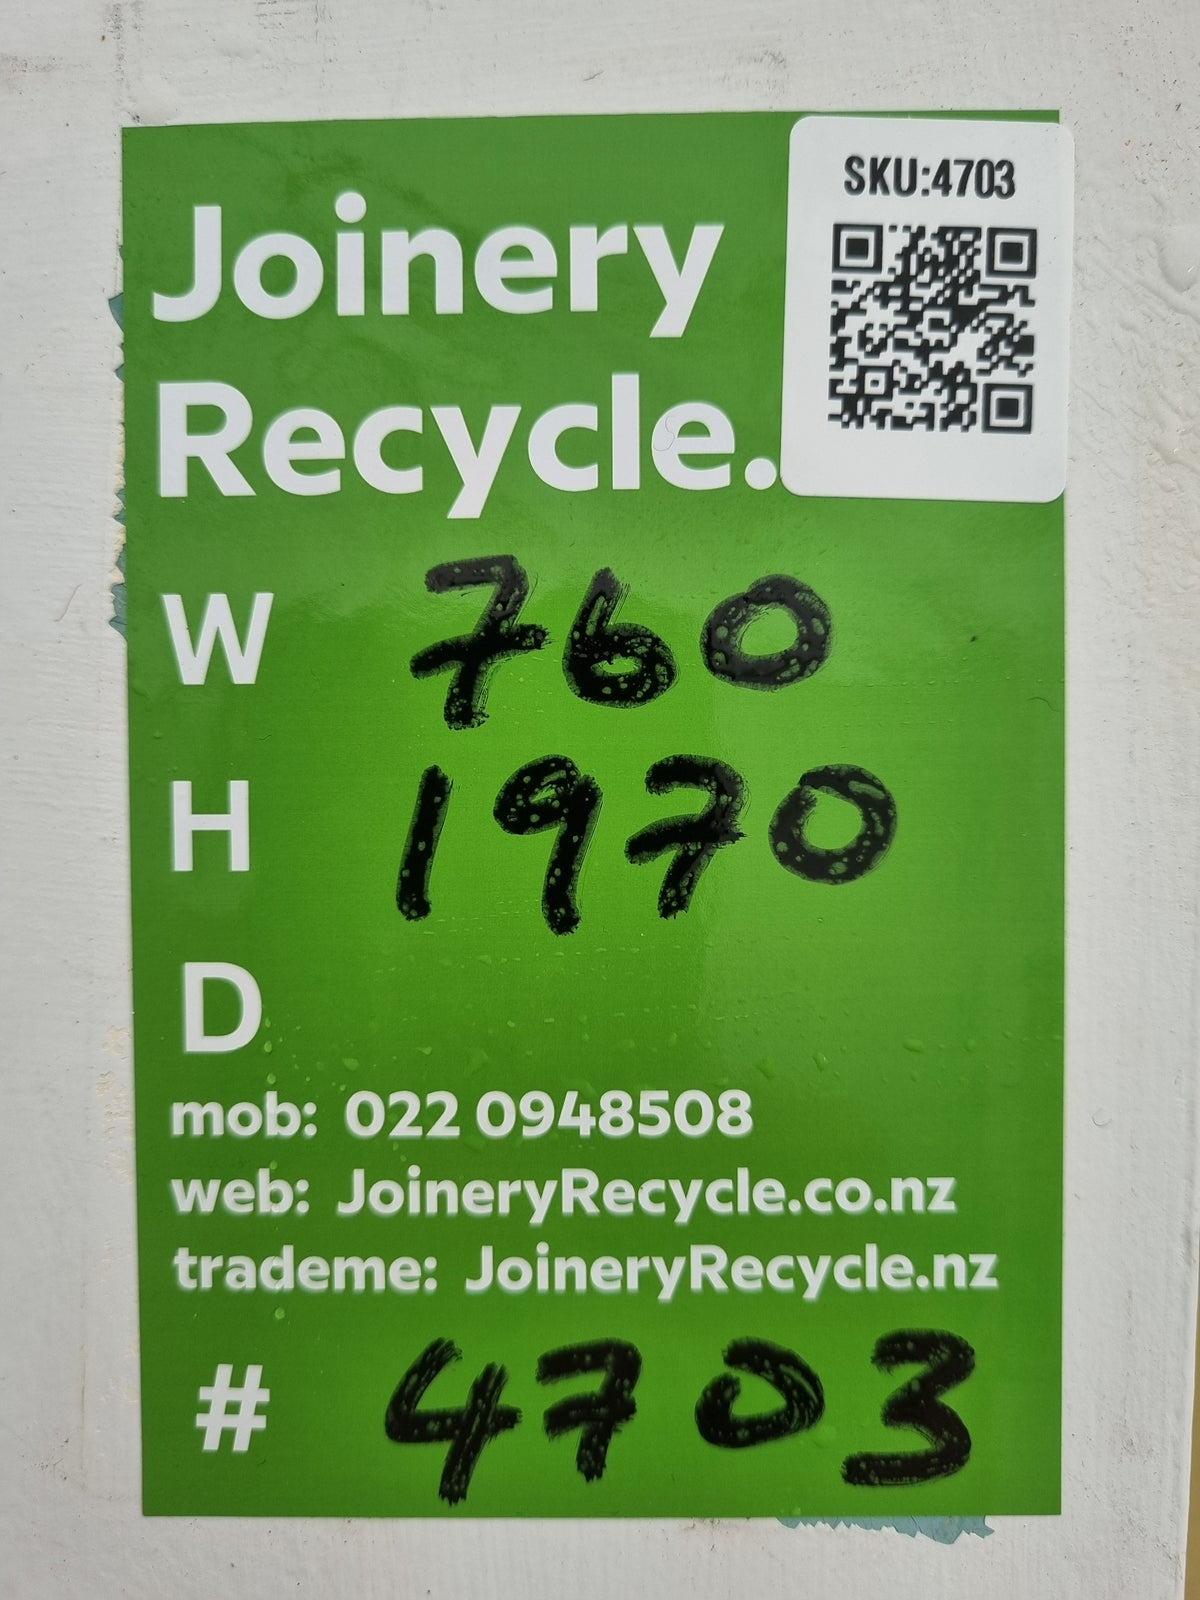 Joinery
Recycle.
SKU:4703
W 760
H 1970
D
mob: 022 0948508
web: JoineryRecycle.co.nz
trademe: JoineryRecycle.nz
# 4703